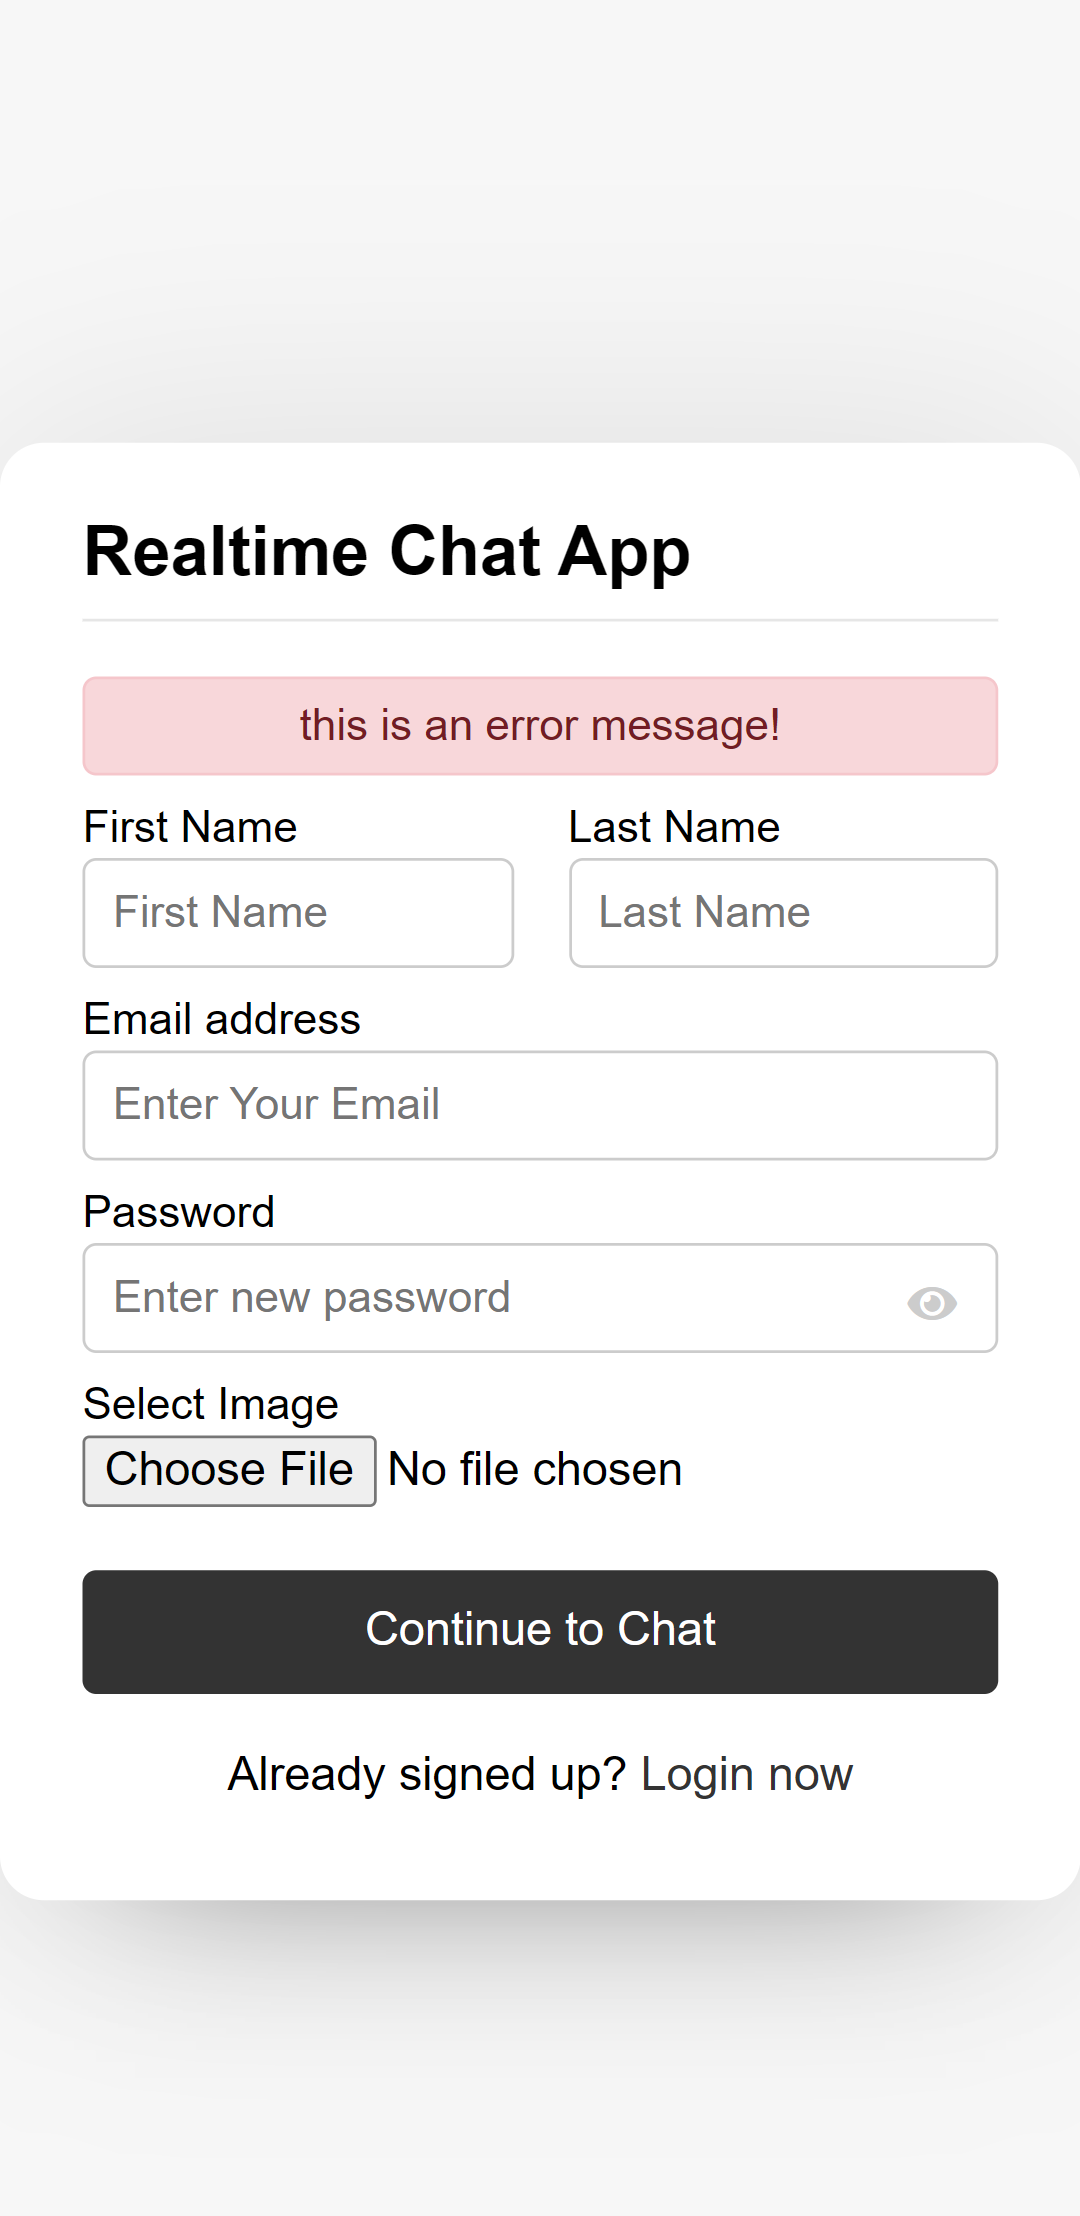 Realtime Chat App
this is an error message!
First Name Last Name
First Name Last Name
Email address
Enter Your Email
Password
Enter new password
Select Image
Choose File No file chosen
Continue to Chat
Already signed up? Login now